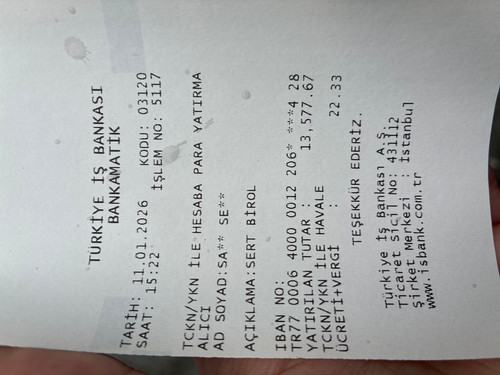 TÜRKİYE İŞ BANKASI
BANKAMATİK
TARİH: 11.01.2026 KODU: 03120
SAAT: 15:22 İŞLEM NO: 5117
TCKN/YKN İLE HESABA PARA YATIRMA
ALICI
AD SOYAD:SA** SE**
AÇIKLAMA:SERT BİROL
IBAN NO:
TR77 0006 4000 0012 206* ***4 28
YATIRILAN TUTAR : 13,577.67
TCKN/YKN İLE HAVALE
ÜCRETİ+VERGİ : 22.33
TEŞEKKÜR EDERİZ.
Türkiye İş Bankası A.Ş.
Ticaret Sicil No: 431112
Şirket Merkezi : İstanbul
www.isbank.com.tr